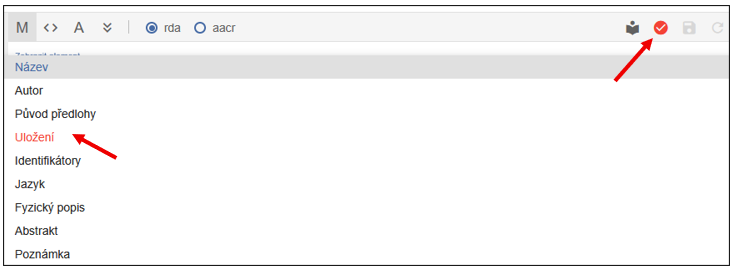 M <> A rda aacr
Zobrazit element
Název
Autor
Původ předlohy
Uložení
Identifikátory
Jazyk
Fyzický popis
Abstrakt
Poznámka